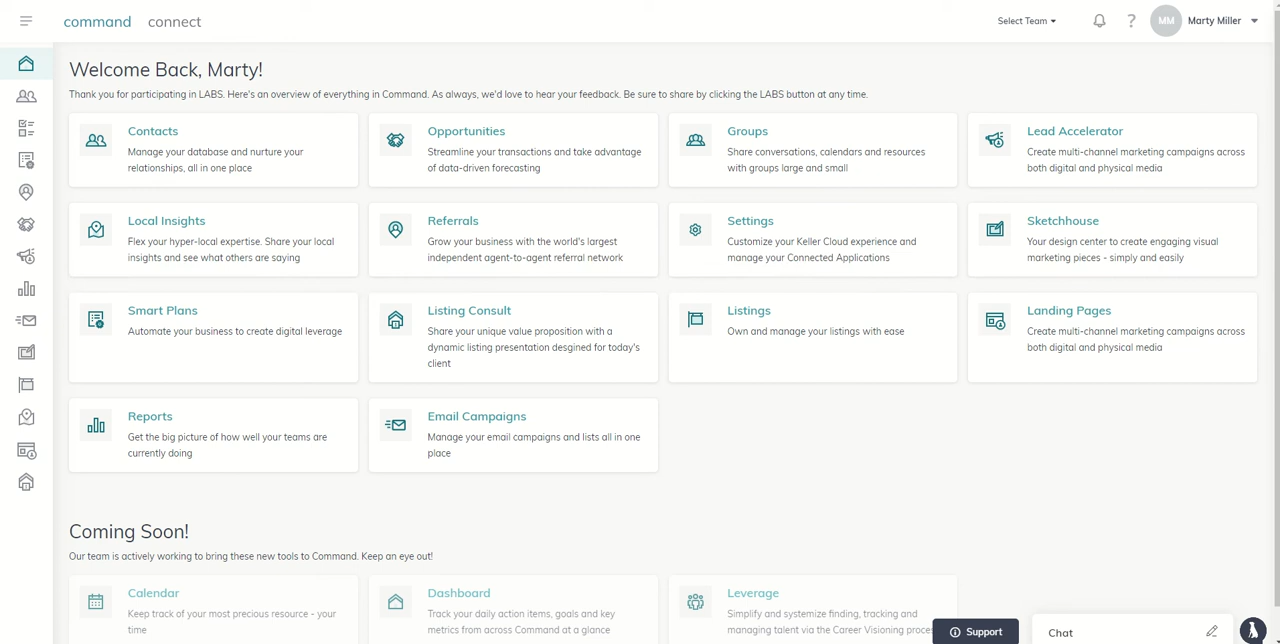 command connect Select Team ? MM Marty Miller
Welcome Back, Marty!
Thank you for participating in LABS. Here's an overview of everything in Command. As always, we'd love to hear your feedback. Be sure to share by clicking the LABS button at any time.
Contacts
Manage your database and nurture your
relationships, all in one place
Opportunities
Streamline your transactions and take advantage
of data-driven forecasting
Groups
Share conversations, calendars and resources
with groups large and small
Lead Accelerator
Create multi-channel marketing campaigns across
both digital and physical media
Local Insights
Flex your hyper-local expertise. Share your local
insights and see what others are saying
Referrals
Grow your business with the world's largest
independent agent-to-agent referral network
Settings
Customize your Keller Cloud experience and
manage your Connected Applications
Sketchhouse
Your design center to create engaging visual
marketing pieces - simply and easily
Smart Plans
Automate your business to create digital leverage
Listing Consult
Share your unique value proposition with a
dynamic listing presentation desgined for today's
client
Listings
Own and manage your listings with ease
Landing Pages
Create multi-channel marketing campaigns across
both digital and physical media
Reports
Get the big picture of how well your teams are
currently doing
Email Campaigns
Manage your email campaigns and lists all in one
place
Coming Soon!
Our team is actively working to bring these new tools to Command. Keep an eye out!
Calendar
Keep track of your most precious resource - your
time
Dashboard
Track your daily action items, goals and key
metrics from across Command at a glance
Leverage
Simplify and systemize finding, tracking and
managing talent via the Career Visioning
Support
Chat